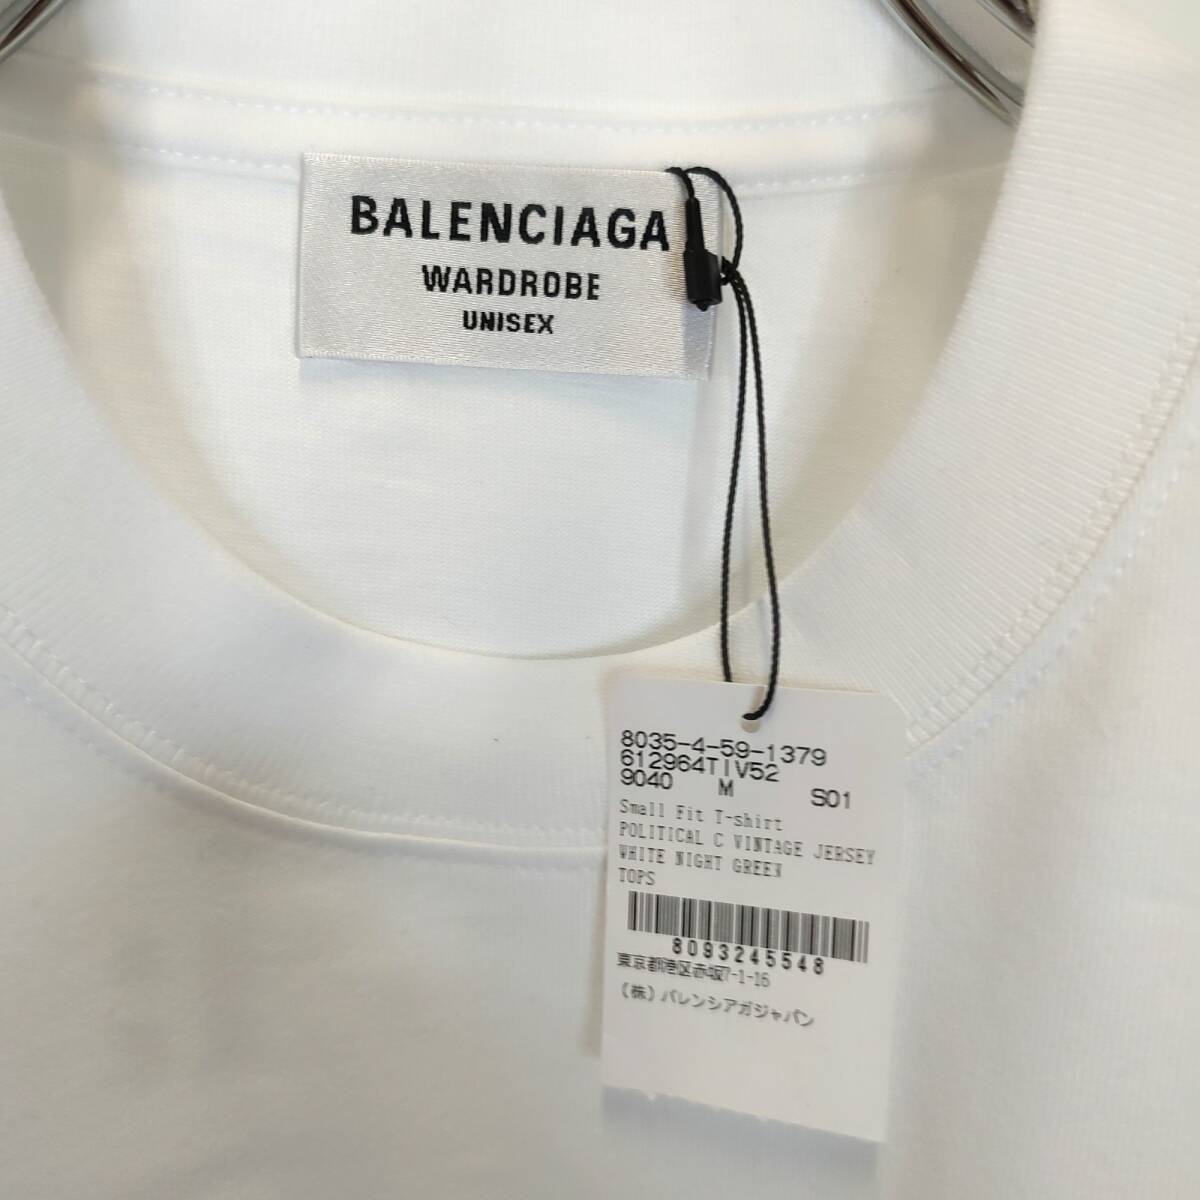 BALENCIAGA
WARDROBE
UNISEX
8035-4-59-1379
612964TIV52
9040 M S01
Small Fit T-shirt
POLITICAL C VINTAGE JERSEY
WHITE NIGHT GREEN
TOPS
8093245548
東京都港区赤坂7-1-16
(株)バレンシアガジャパン